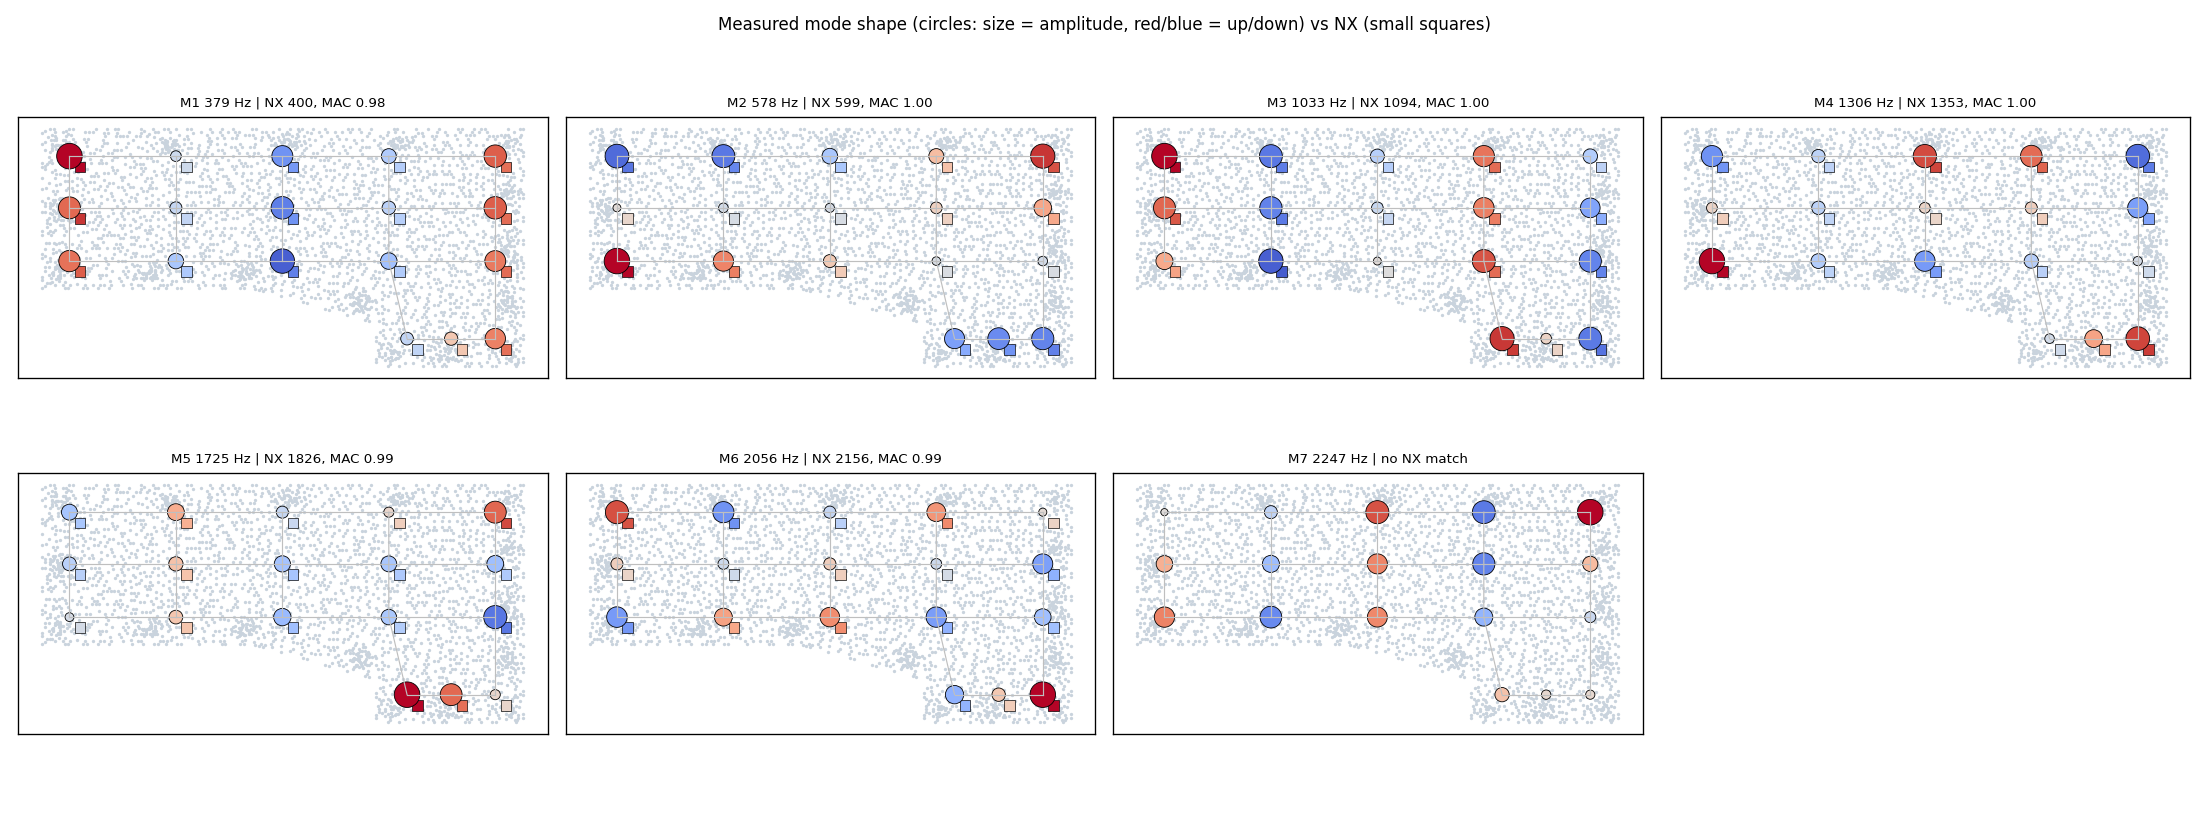 Measured mode shape (circles: size = amplitude, red/blue = up/down) vs NX (small squares)
M1 379 Hz | NX 400, MAC 0.98
M2 578 Hz | NX 599, MAC 1.00
M3 1033 Hz | NX 1094, MAC 1.00
M4 1306 Hz | NX 1353, MAC 1.00
M5 1725 Hz | NX 1826, MAC 0.99
M6 2056 Hz | NX 2156, MAC 0.99
M7 2247 Hz | no NX match